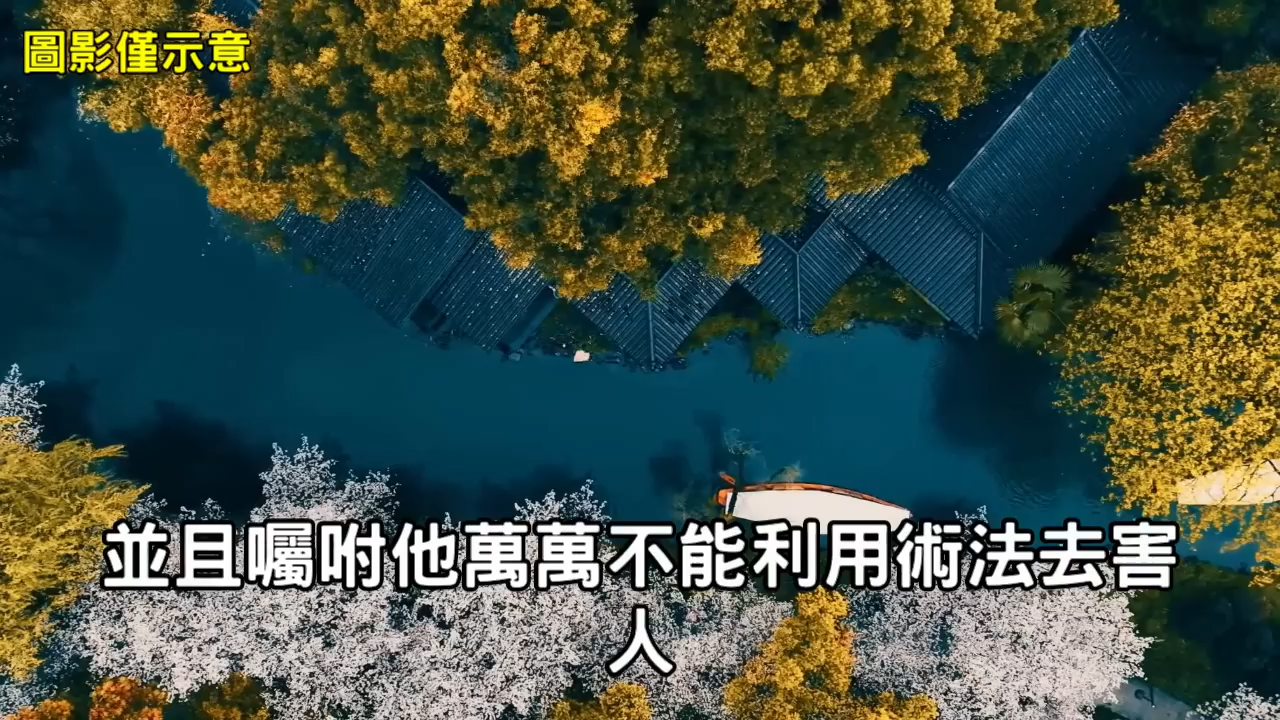 圖影僅示意
並且囑咐他萬萬不能利用術法去害
人